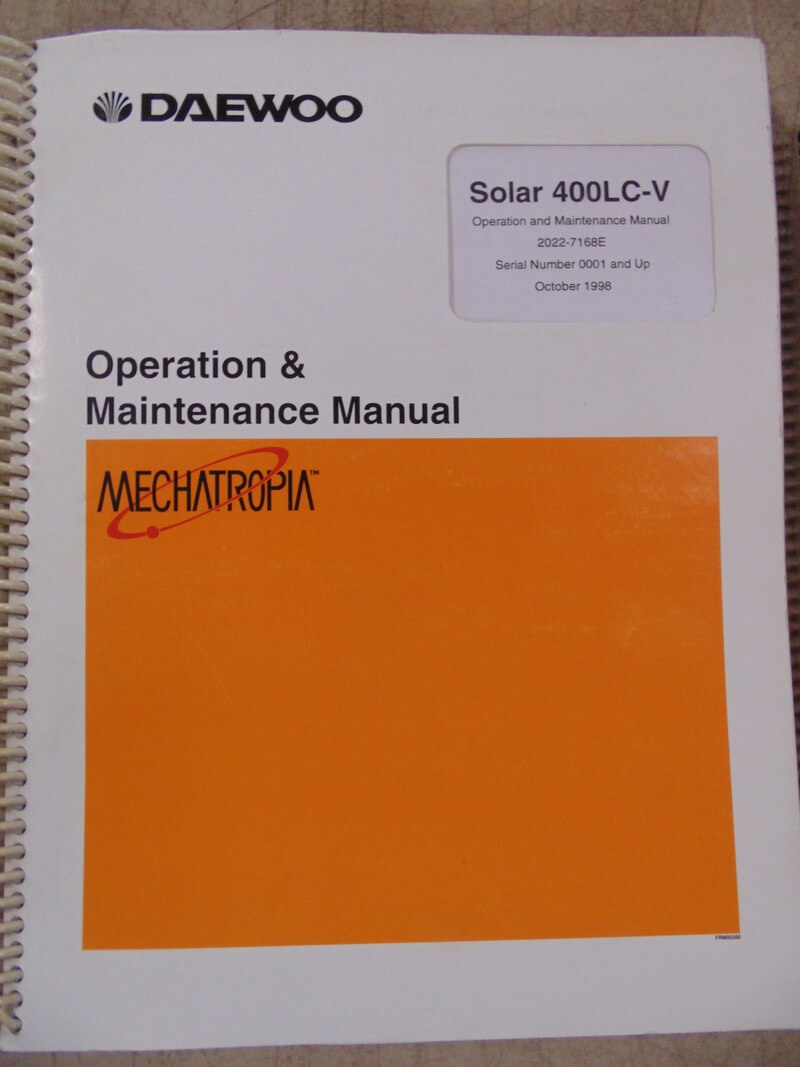 DAEWOO
Solar 400LC-V
Operation and Maintenance Manual
2022-7168E
Serial Number 0001 and Up
October 1998
Operation &
Maintenance Manual
MECHATROPIA™